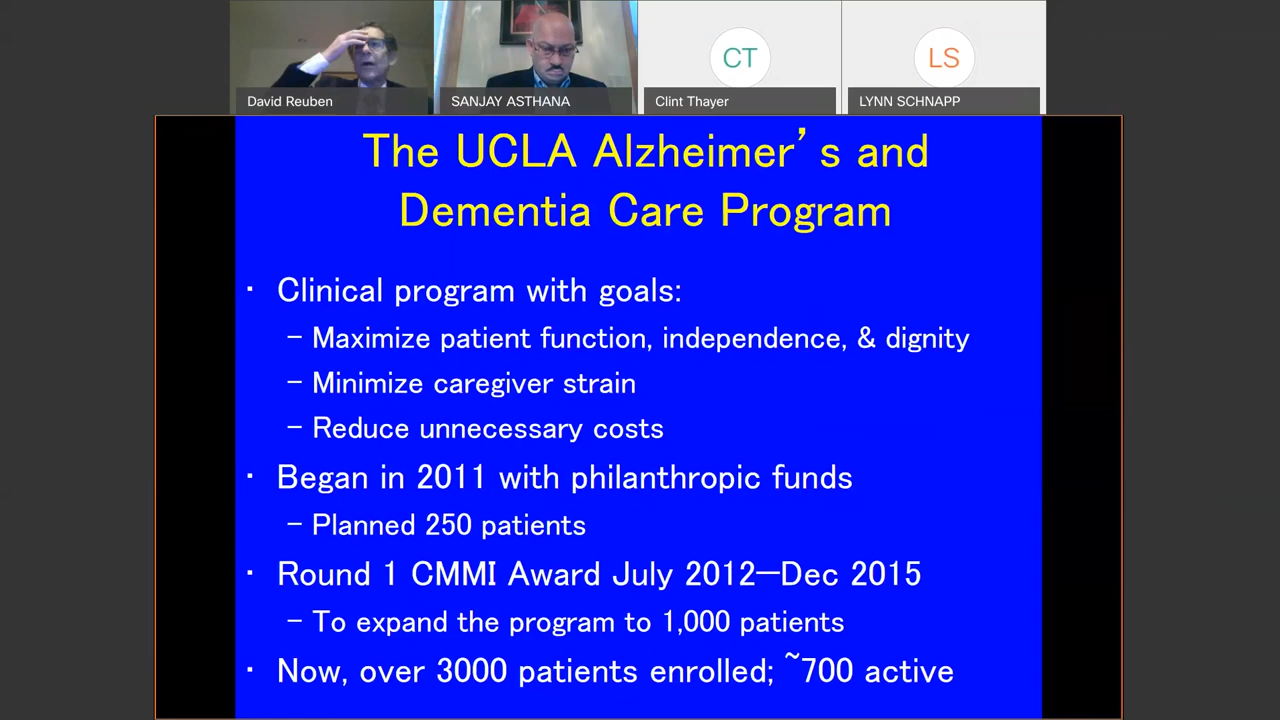 David Reuben
SANJAY ASTHANA
CT
Clint Thayer
LS
LYNN SCHNAPP
The UCLA Alzheimer’s and
Dementia Care Program
· Clinical program with goals:
– Maximize patient function, independence, & dignity
– Minimize caregiver strain
– Reduce unnecessary costs
· Began in 2011 with philanthropic funds
– Planned 250 patients
· Round 1 CMMI Award July 2012—Dec 2015
– To expand the program to 1,000 patients
· Now, over 3000 patients enrolled; ~700 active